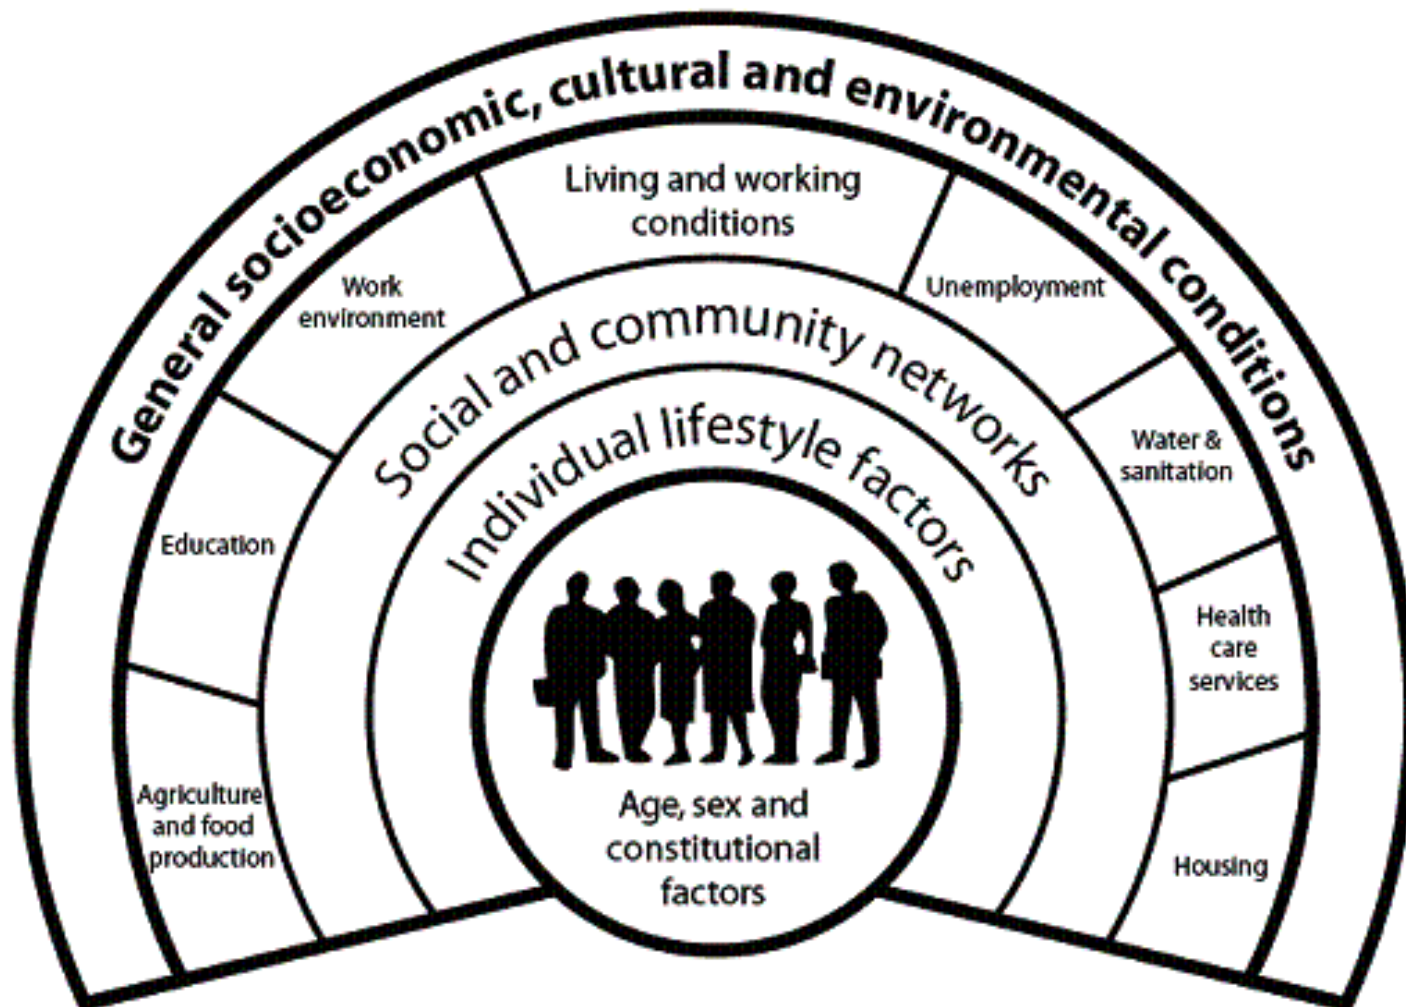 General socioeconomic, cultural and environmental conditions
Living and working
conditions
Work
environment
Unemployment
Education
Water &
sanitation
Agriculture
and food
production
Health
care
services
Housing
Social and community networks
Individual lifestyle factors
Age, sex and
constitutional
factors